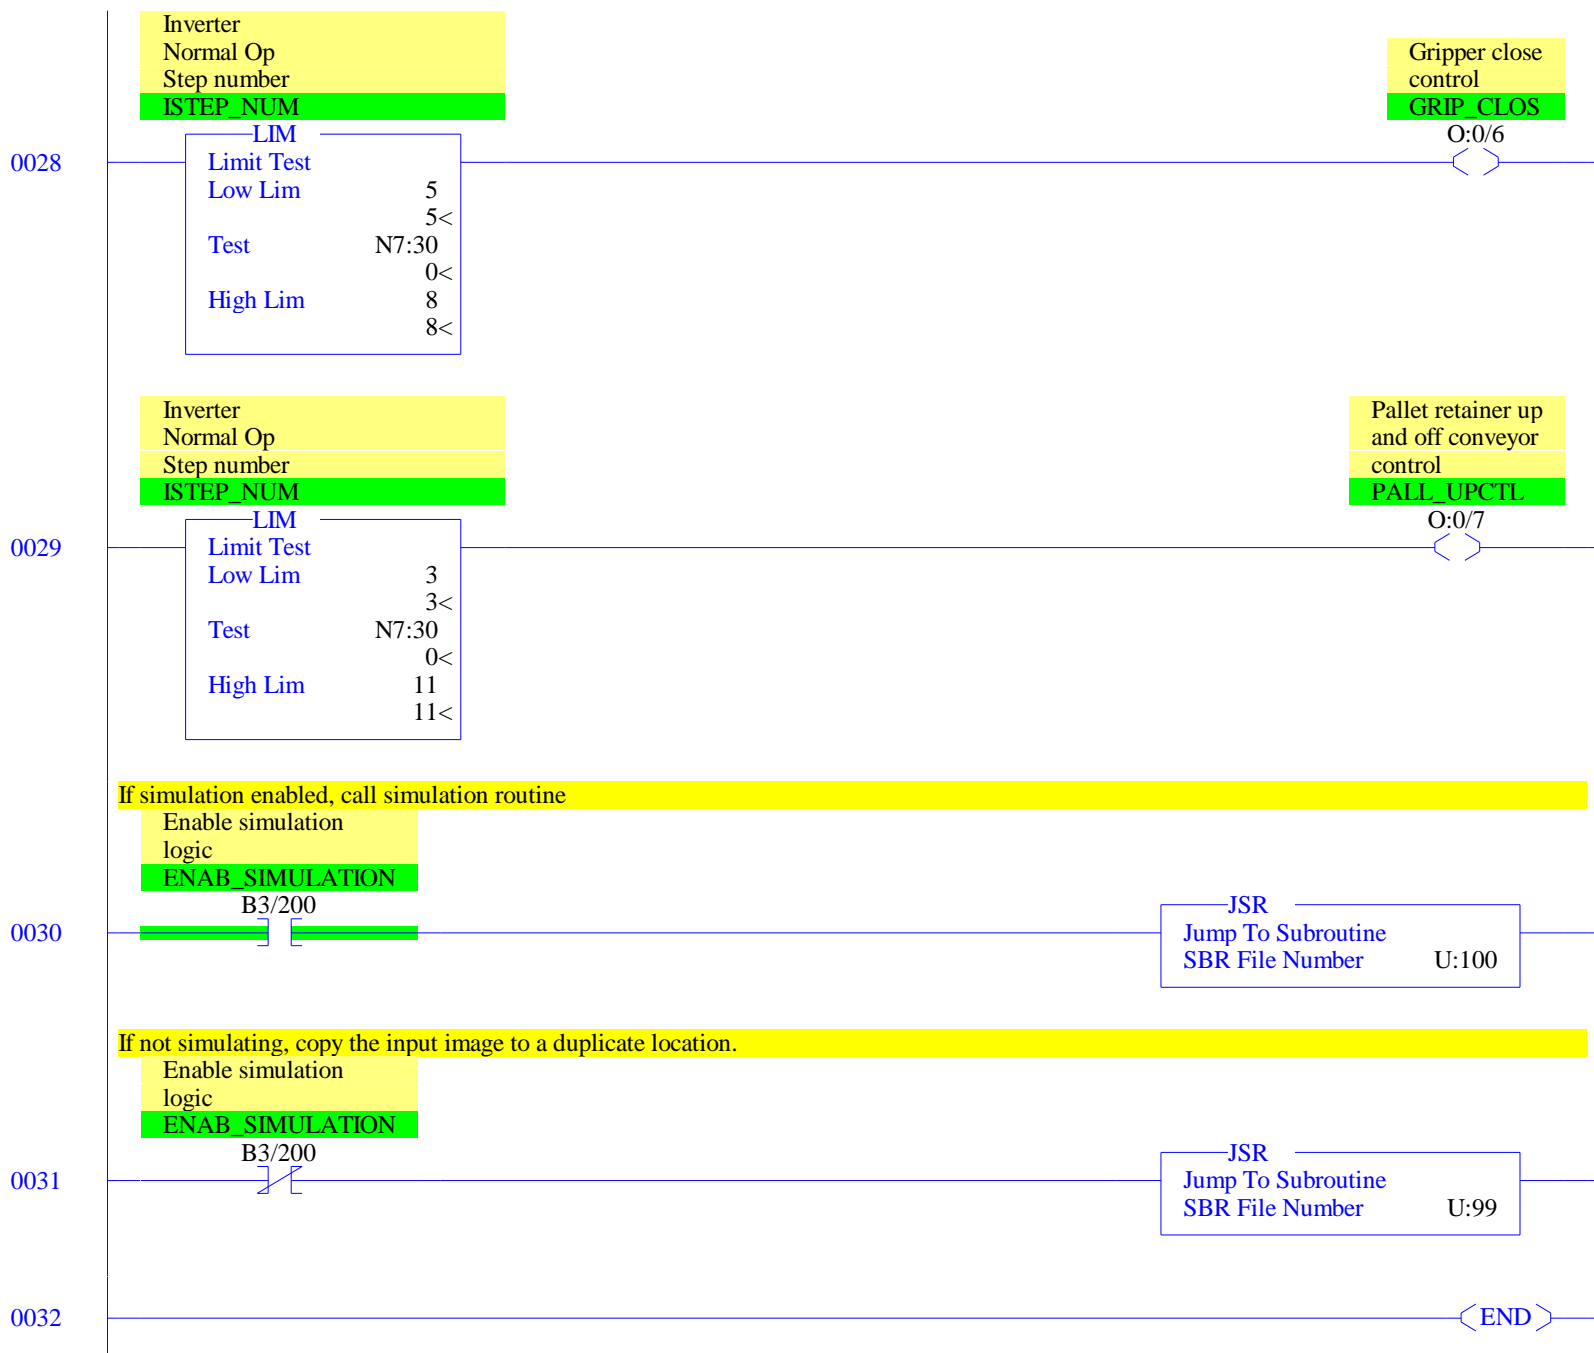 Inverter
Normal Op
Step number
ISTEP_NUM
Gripper close
control
GRIP_CLOS
O:0/6
0028
LIM
Limit Test
Low Lim 5
5<
Test N7:30
0<
High Lim 8
8<
Inverter
Normal Op
Step number
ISTEP_NUM
Pallet retainer up
and off conveyor
control
PALL_UPCTL
O:0/7
0029
LIM
Limit Test
Low Lim 3
3<
Test N7:30
0<
High Lim 11
11<
If simulation enabled, call simulation routine
Enable simulation
logic
ENAB_SIMULATION
B3/200
0030
JSR
Jump To Subroutine
SBR File Number U:100
If not simulating, copy the input image to a duplicate location.
Enable simulation
logic
ENAB_SIMULATION
B3/200
0031
JSR
Jump To Subroutine
SBR File Number U:99
0032
END